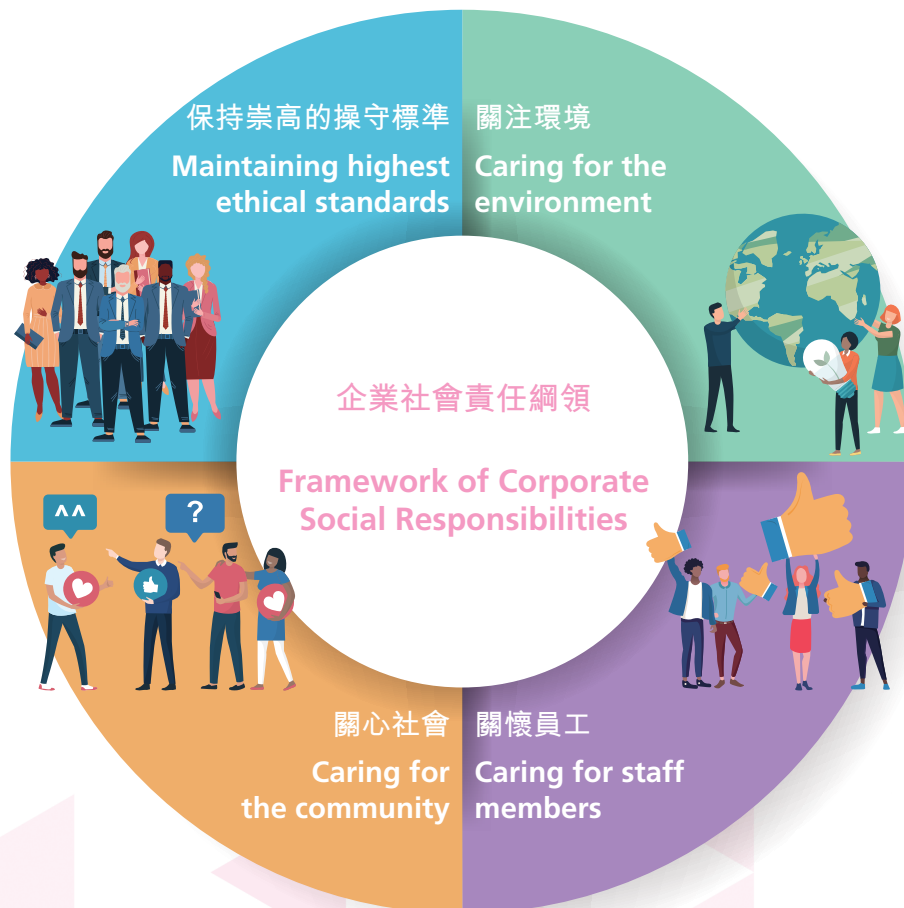 保持崇高的操守標準
Maintaining highest
ethical standards
關注環境
Caring for the
environment
企業社會責任綱領
Framework of Corporate
Social Responsibilities
^^
?
關心社會
Caring for
the community
關懷員工
Caring for staff
members